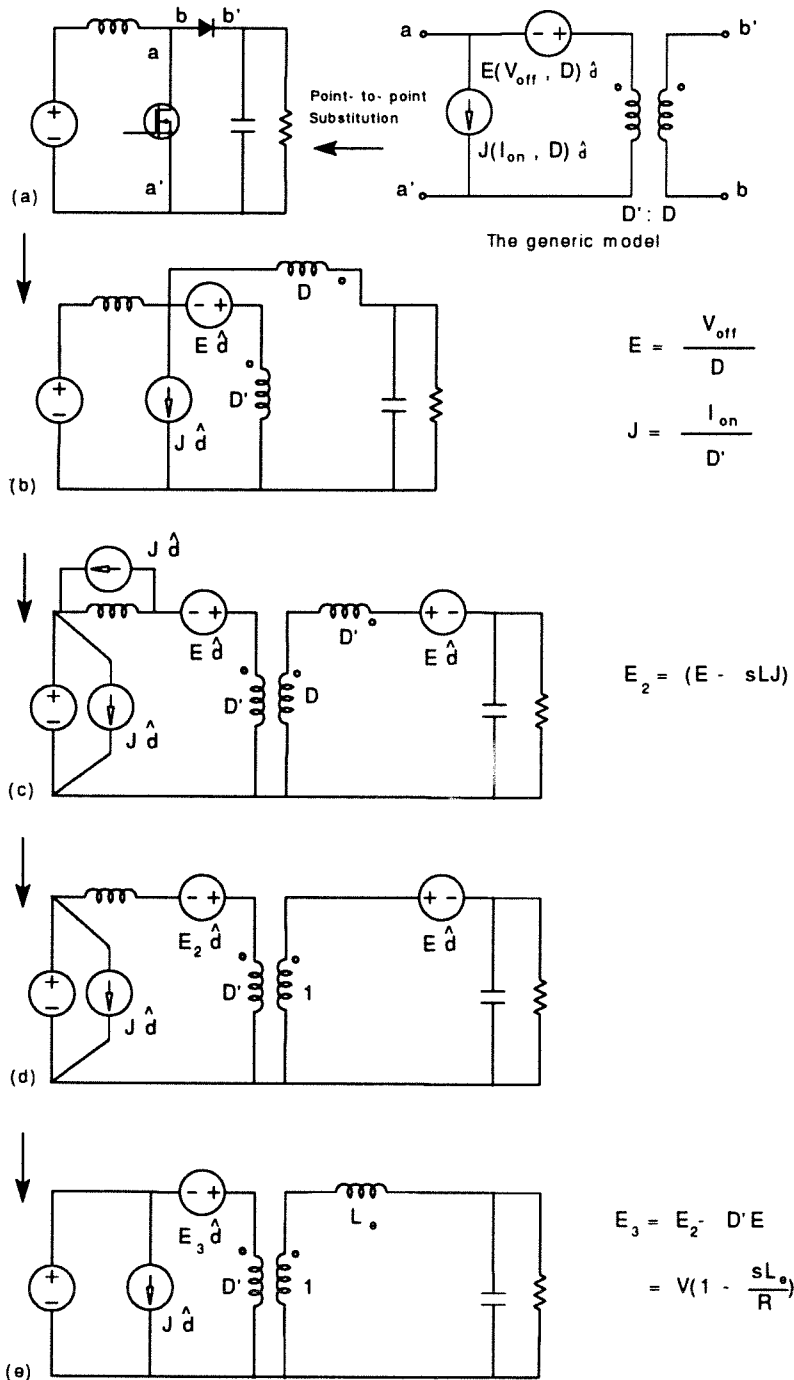 b b'
a
a'
(a)
Point- to- point
Substitution
a
E(V_off , D) d̂
b'
J(I_on , D) d̂
a'
D' : D
b
The generic model
D
E d̂
D'
J d̂
(b)
E = V_off / D
J = I_on / D'
J d̂
E d̂
D'
E d̂
D'
D
J d̂
(c)
E_2 = (E - sLJ)
E_2 d̂
E d̂
D'
1
J d̂
(d)
E_3 d̂
L_e
D'
1
J d̂
(e)
E_3 = E_2 - D'E
= V(1 - sL_e / R)